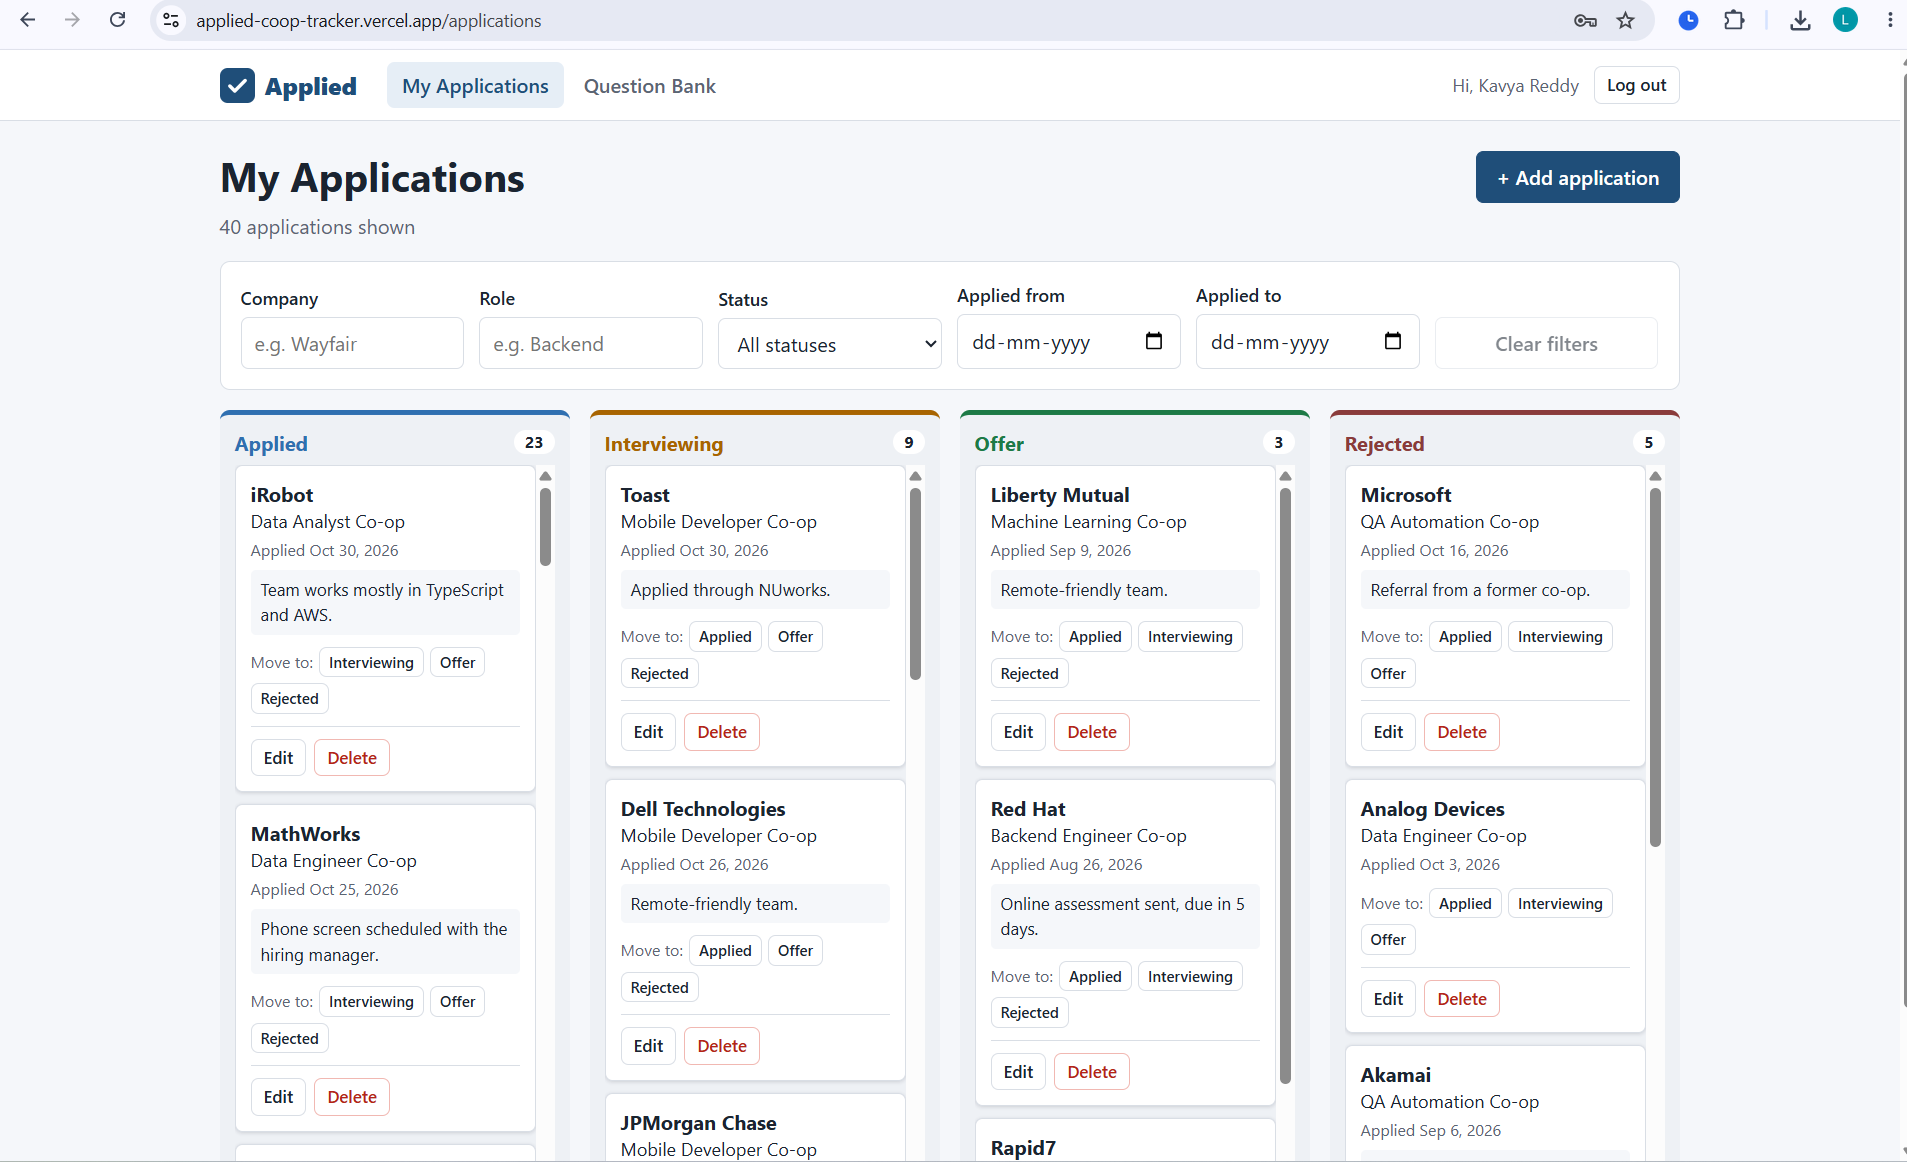 applied-coop-tracker.vercel.app/applications
L
Applied
My Applications
Question Bank
Hi, Kavya Reddy
Log out
My Applications
+ Add application
40 applications shown
Company
Role
Status
Applied from
Applied to
e.g. Wayfair
e.g. Backend
All statuses
dd-mm-yyyy
dd-mm-yyyy
Clear filters
Applied
23
iRobot
Data Analyst Co-op
Applied Oct 30, 2026
Team works mostly in TypeScript
and AWS.
Move to: Interviewing Offer
Rejected
Edit Delete
MathWorks
Data Engineer Co-op
Applied Oct 25, 2026
Phone screen scheduled with the
hiring manager.
Move to: Interviewing Offer
Rejected
Edit Delete
Interviewing
9
Toast
Mobile Developer Co-op
Applied Oct 30, 2026
Applied through NUworks.
Move to: Applied Offer
Rejected
Edit Delete
Dell Technologies
Mobile Developer Co-op
Applied Oct 26, 2026
Remote-friendly team.
Move to: Applied Offer
Rejected
Edit Delete
JPMorgan Chase
Mobile Developer Co-op
Offer
3
Liberty Mutual
Machine Learning Co-op
Applied Sep 9, 2026
Remote-friendly team.
Move to: Applied Interviewing
Rejected
Edit Delete
Red Hat
Backend Engineer Co-op
Applied Aug 26, 2026
Online assessment sent, due in 5
days.
Move to: Applied Interviewing
Rejected
Edit Delete
Rapid7
Rejected
5
Microsoft
QA Automation Co-op
Applied Oct 16, 2026
Referral from a former co-op.
Move to: Applied Interviewing
Offer
Edit Delete
Analog Devices
Data Engineer Co-op
Applied Oct 3, 2026
Move to: Applied Interviewing
Offer
Edit Delete
Akamai
QA Automation Co-op
Applied Sep 6, 2026